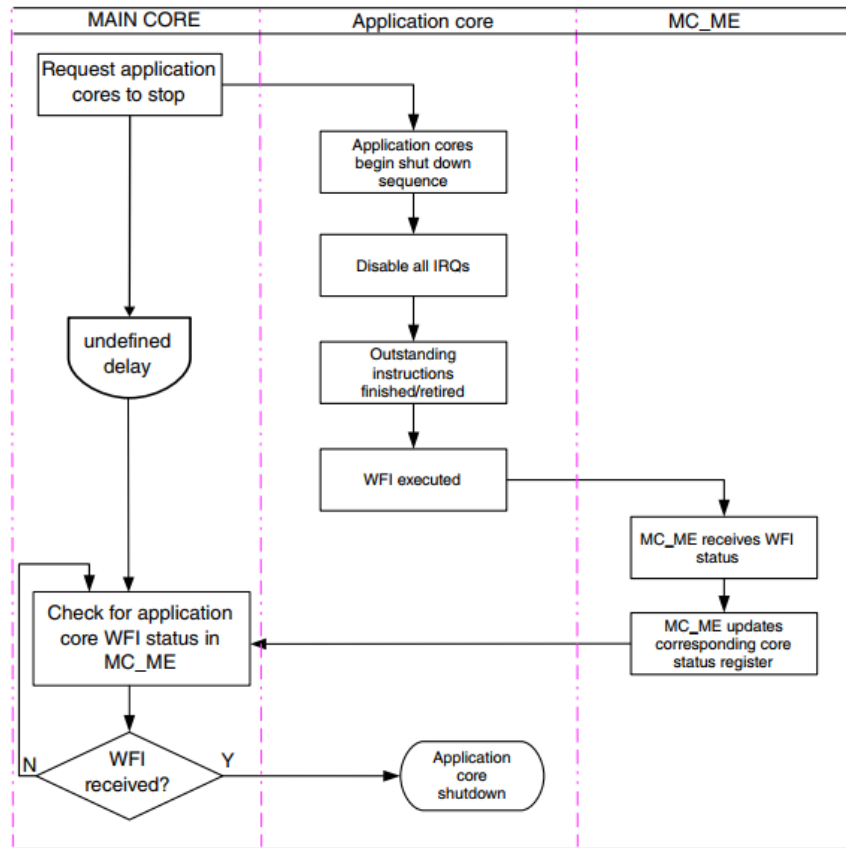 MAIN CORE
Application core
MC_ME
Request application
cores to stop
Application cores
begin shut down
sequence
Disable all IRQs
undefined
delay
Outstanding
instructions
finished/retired
WFI executed
MC_ME receives WFI
status
Check for application
core WFI status in
MC_ME
MC_ME updates
corresponding core
status register
N
WFI
received?
Y
Application
core
shutdown